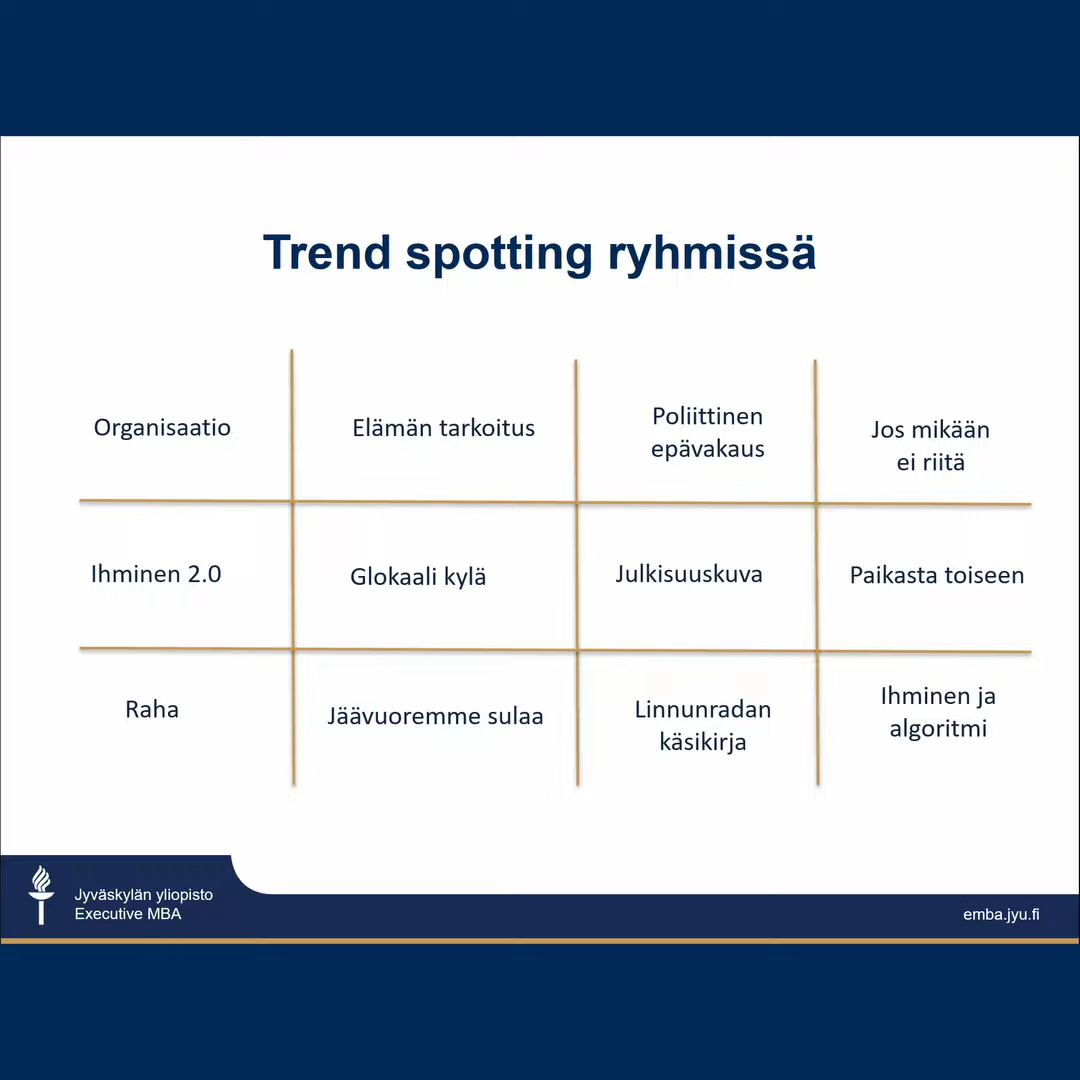 Trend spotting ryhmissä
Organisaatio
Elämän tarkoitus
Poliittinen
epävakaus
Jos mikään
ei riitä
Ihminen 2.0
Glokaali kylä
Julkisuuskuva
Paikasta toiseen
Raha
Jäävuoremme sulaa
Linnunradan
käsikirja
Ihminen ja
algoritmi
Jyväskylän yliopisto
Executive MBA
emba.jyu.fi